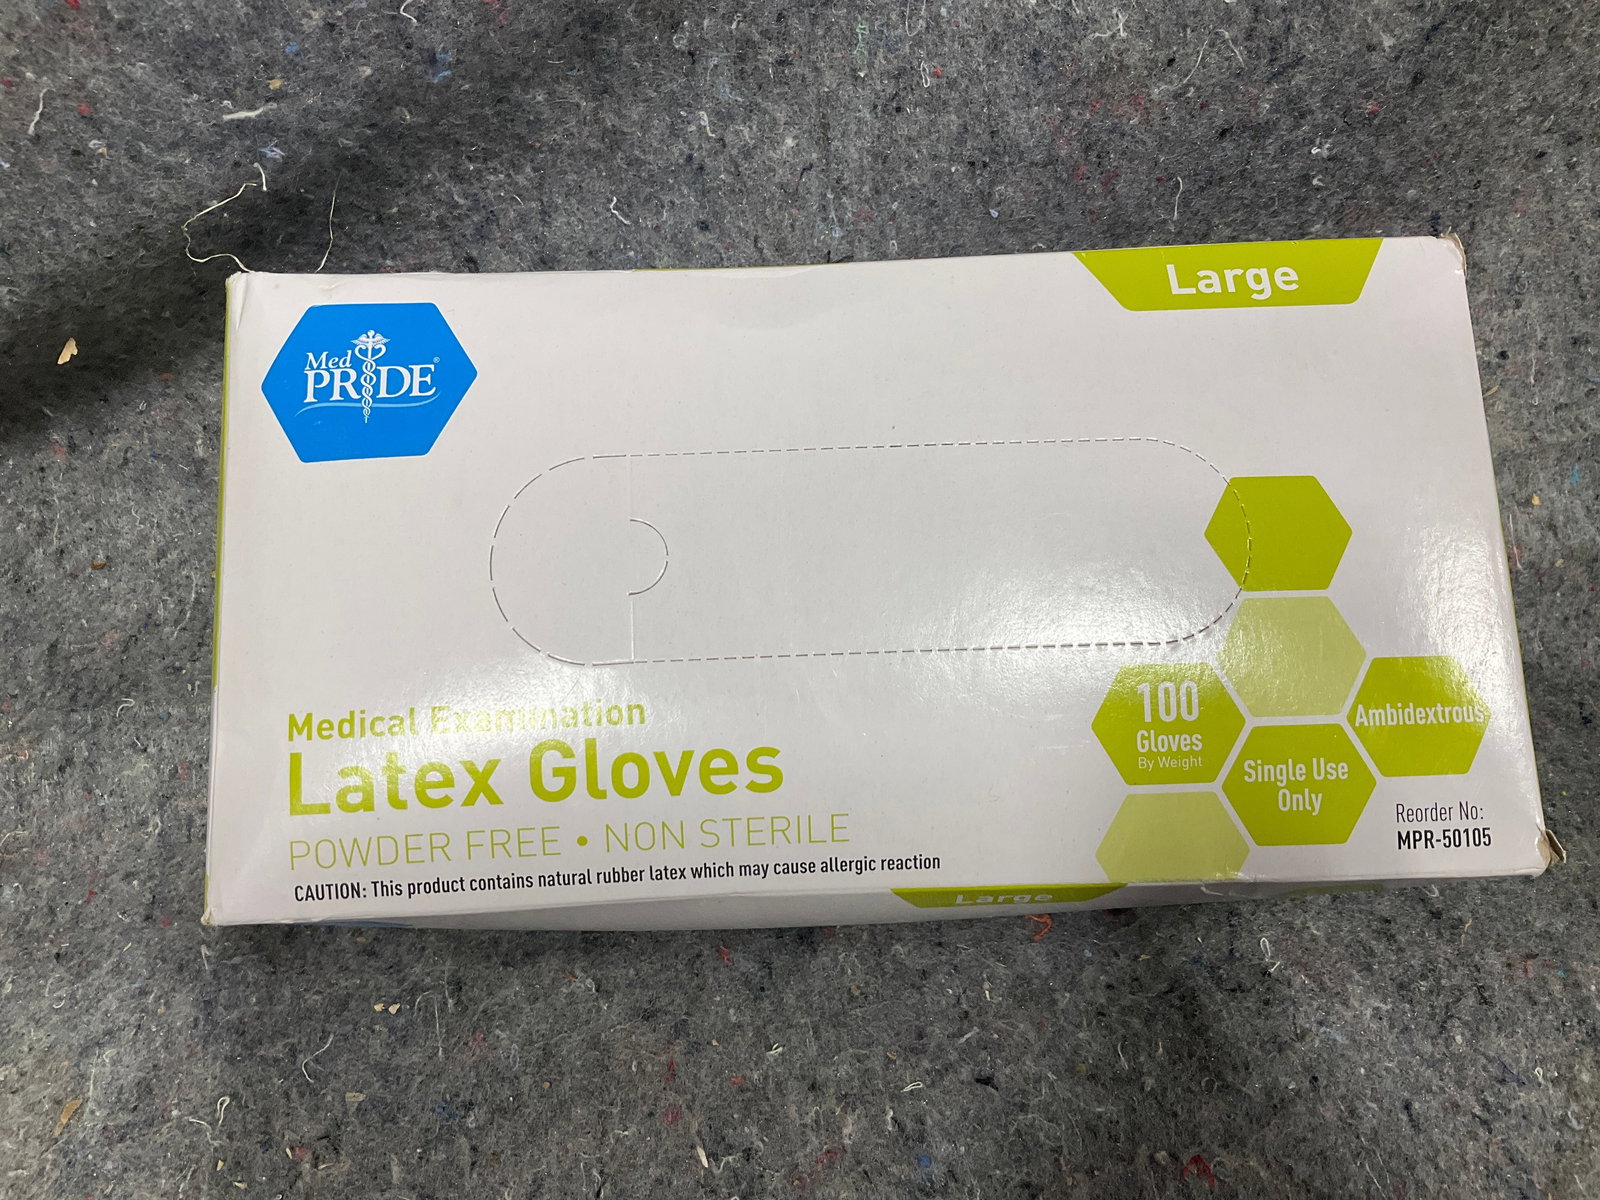 Large
Med
PRIDE®
Medical Examination
Latex Gloves
POWDER FREE • NON STERILE
CAUTION: This product contains natural rubber latex which may cause allergic reaction
100
Gloves
By Weight
Ambidextrous
Single Use
Only
Reorder No:
MPR-50105
Large